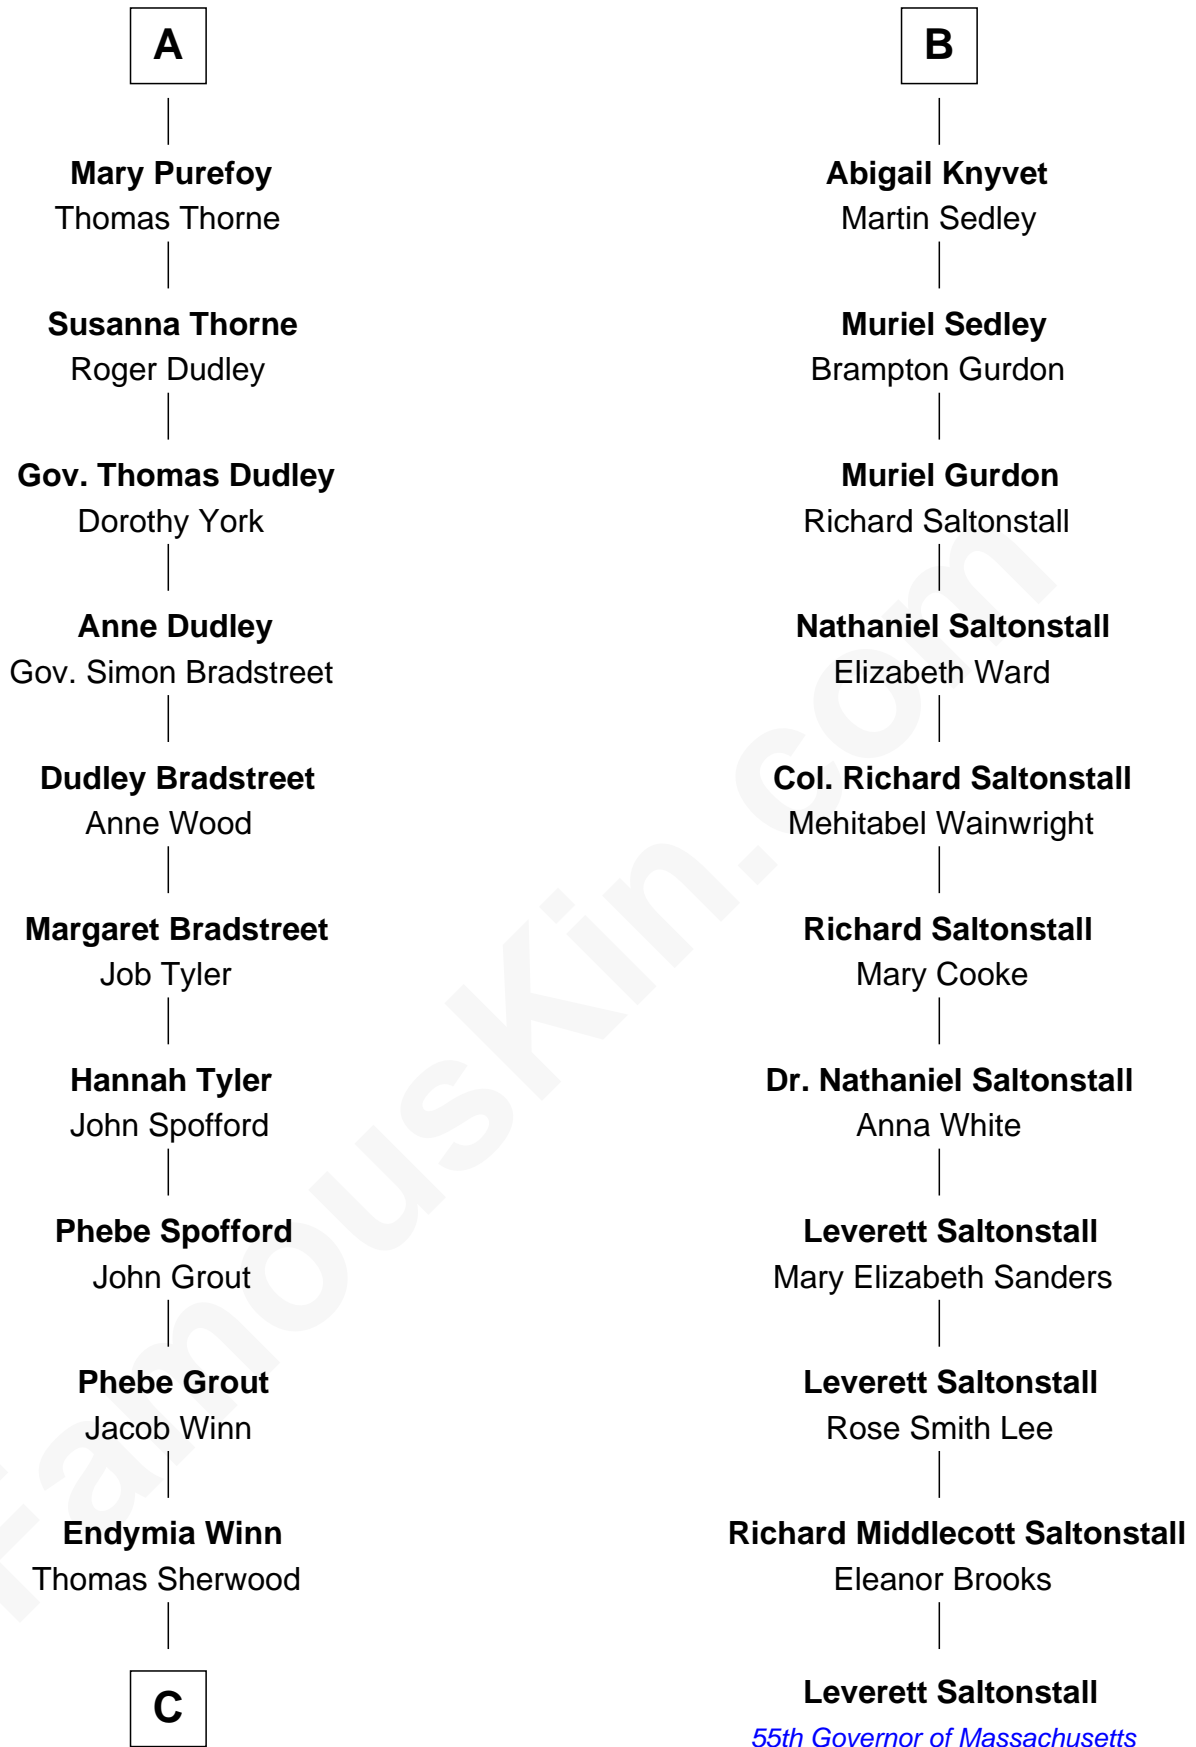 A
Mary Purefoy
Thomas Thorne
Susanna Thorne
Roger Dudley
Gov. Thomas Dudley
Dorothy York
Anne Dudley
Gov. Simon Bradstreet
Dudley Bradstreet
Anne Wood
Margaret Bradstreet
Job Tyler
Hannah Tyler
John Spofford
Phebe Spofford
John Grout
Phebe Grout
Jacob Winn
Endymia Winn
Thomas Sherwood
C
B
Abigail Knyvet
Martin Sedley
Muriel Sedley
Brampton Gurdon
Muriel Gurdon
Richard Saltonstall
Nathaniel Saltonstall
Elizabeth Ward
Col. Richard Saltonstall
Mehitabel Wainwright
Richard Saltonstall
Mary Cooke
Dr. Nathaniel Saltonstall
Anna White
Leverett Saltonstall
Mary Elizabeth Sanders
Leverett Saltonstall
Rose Smith Lee
Richard Middlecott Saltonstall
Eleanor Brooks
Leverett Saltonstall
55th Governor of Massachusetts
FamousKin.com